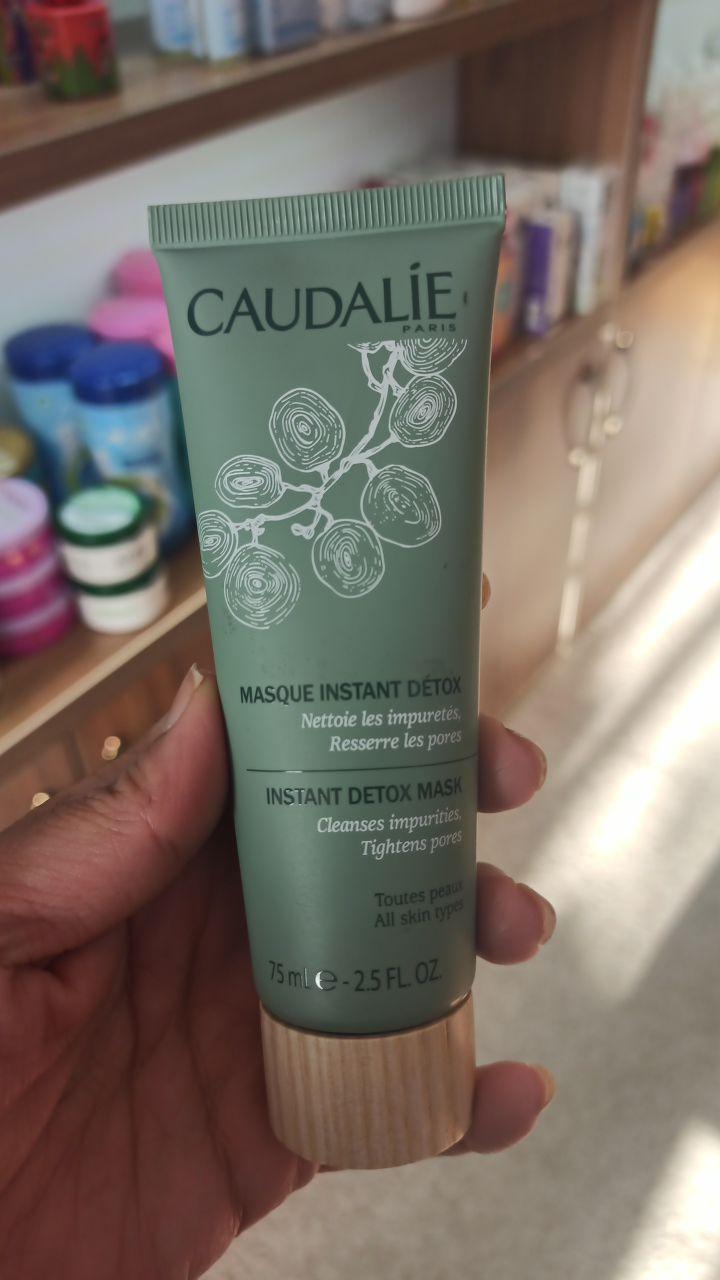 CAUDALÍE
PARIS
MASQUE INSTANT DÉTOX
Nettoie les impuretés,
Resserre les pores
INSTANT DETOX MASK
Cleanses impurities,
Tightens pores
Toutes peaux
All skin types
75 ml ℮ - 2.5 FL. OZ.